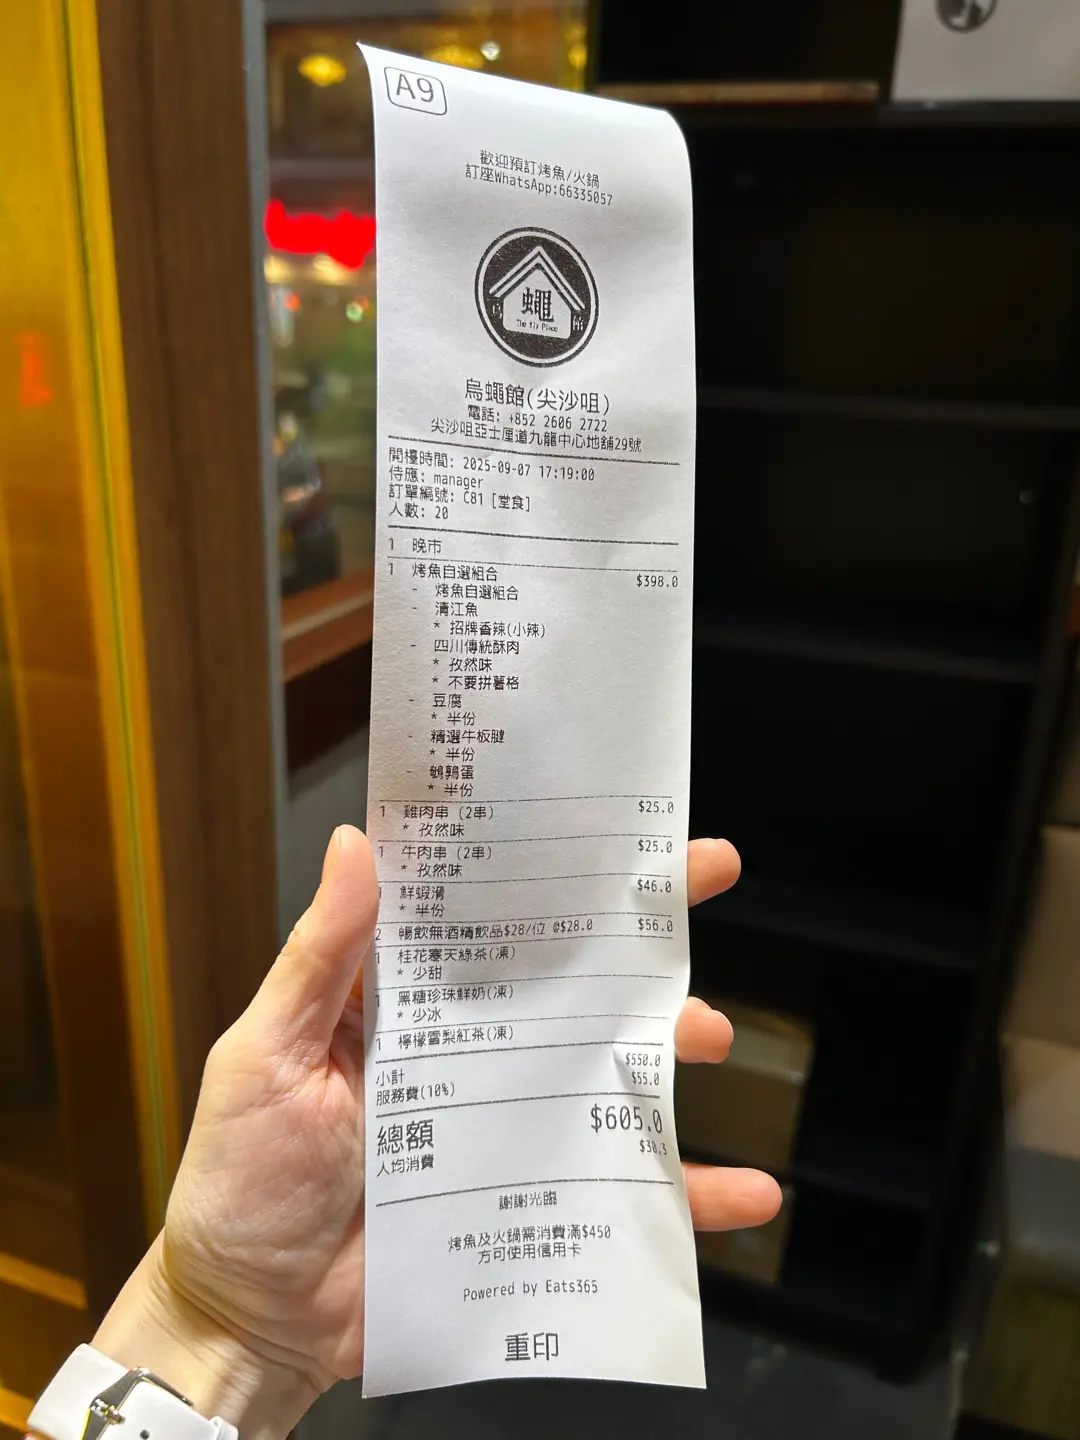 A9
歡迎預訂烤魚/火鍋
訂座WhatsApp:66335057
烏 蠅 館
The Fly Place
烏蠅館(尖沙咀)
電話: +852 2606 2722
尖沙咀亞士厘道九龍中心地舖29號
開檯時間: 2025-09-07 17:19:00
侍應: manager
訂單編號: C81 [堂食]
人數: 20
1 晚市
1 烤魚自選組合 $398.0
- 烤魚自選組合
- 清江魚
* 招牌香辣(小辣)
- 四川傳統酥肉
* 孜然味
* 不要拼薯格
- 豆腐
* 半份
- 精選牛板腱
* 半份
- 鵪鶉蛋
* 半份
1 雞肉串 (2串) $25.0
* 孜然味
1 牛肉串 (2串) $25.0
* 孜然味
1 鮮蝦滑 $46.0
* 半份
2 暢飲無酒精飲品$28/位 @$28.0 $56.0
1 桂花寒天綠茶(凍)
* 少甜
1 黑糖珍珠鮮奶(凍)
* 少冰
1 檸檬雪梨紅茶(凍)
小計 $550.0
服務費(10%) $55.0
總額 $605.0
人均消費 $30.3
謝謝光臨
烤魚及火鍋需消費滿$450
方可使用信用卡
Powered by Eats365
重印